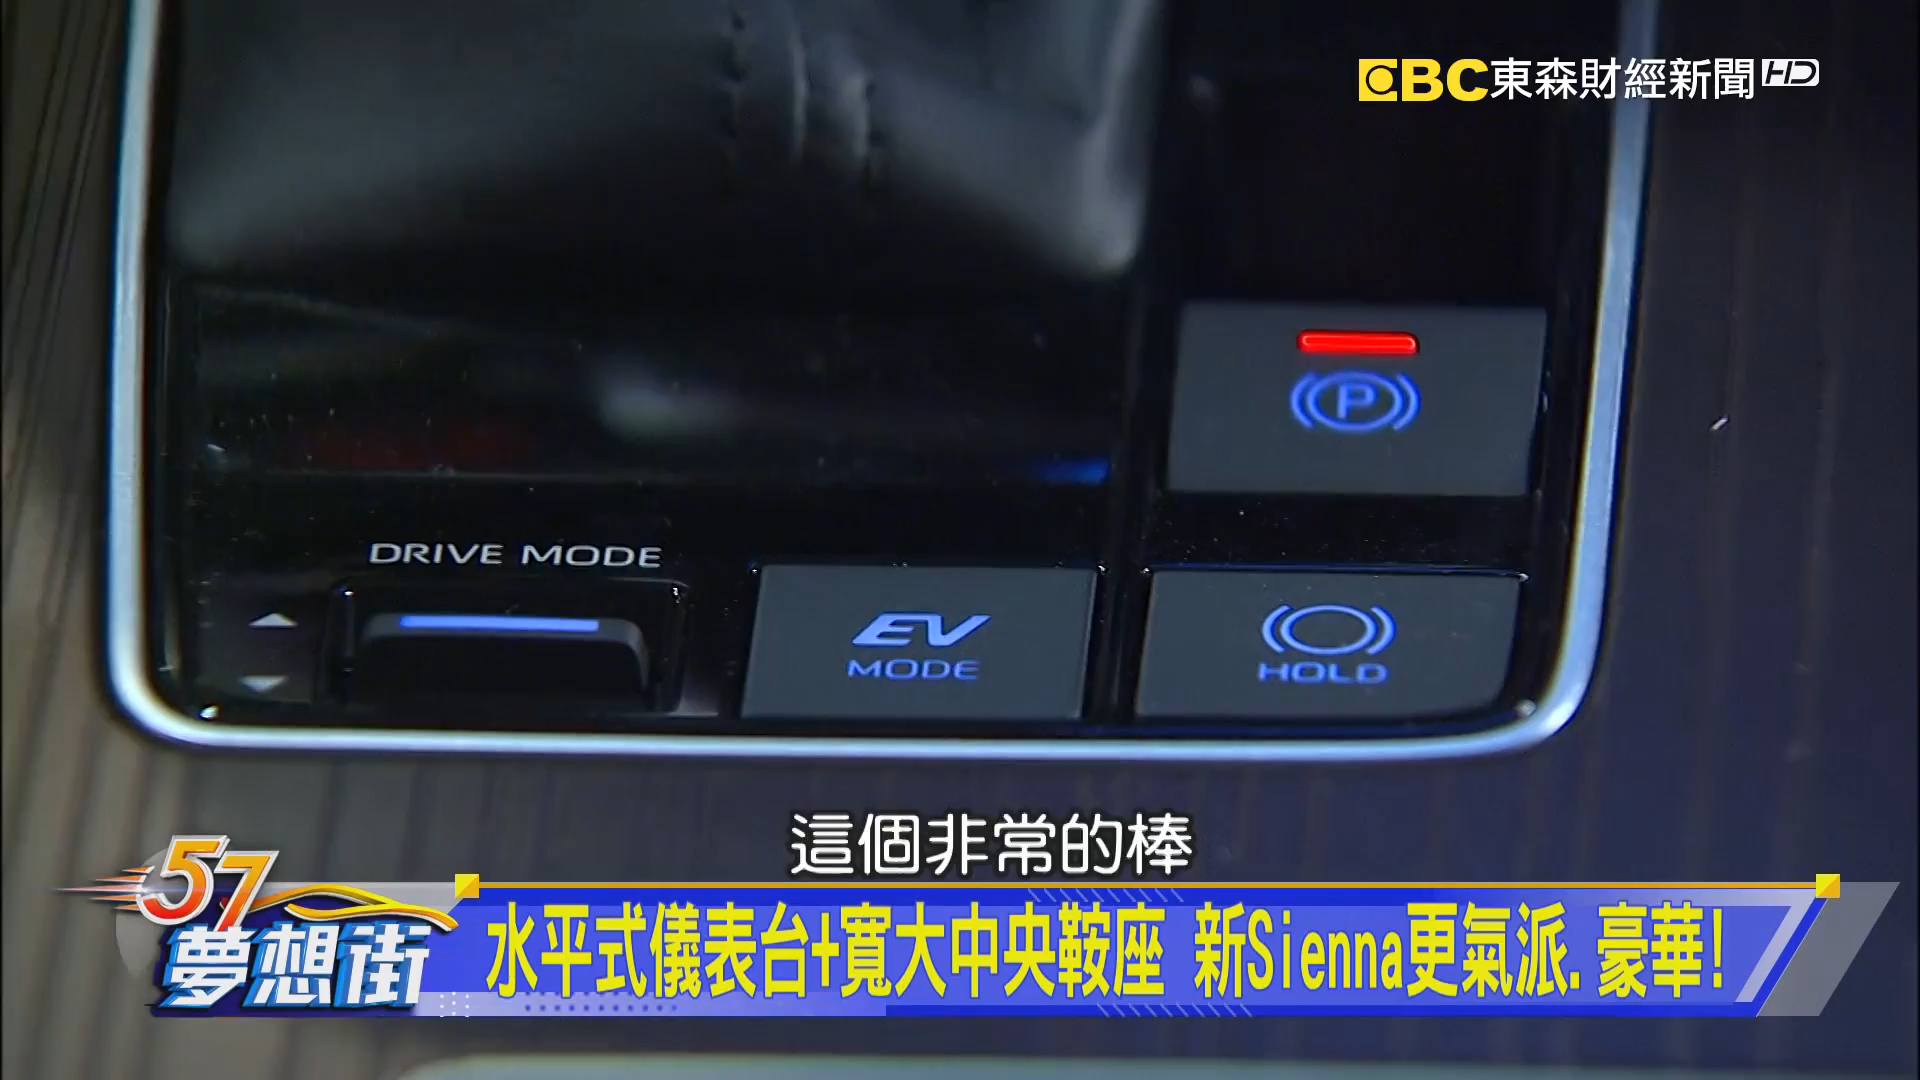 EBC東森財經新聞HD
P
DRIVE MODE
EV
MODE
HOLD
這個非常的棒
57
夢想街
水平式儀表台+寬大中央鞍座 新Sienna更氣派.豪華!